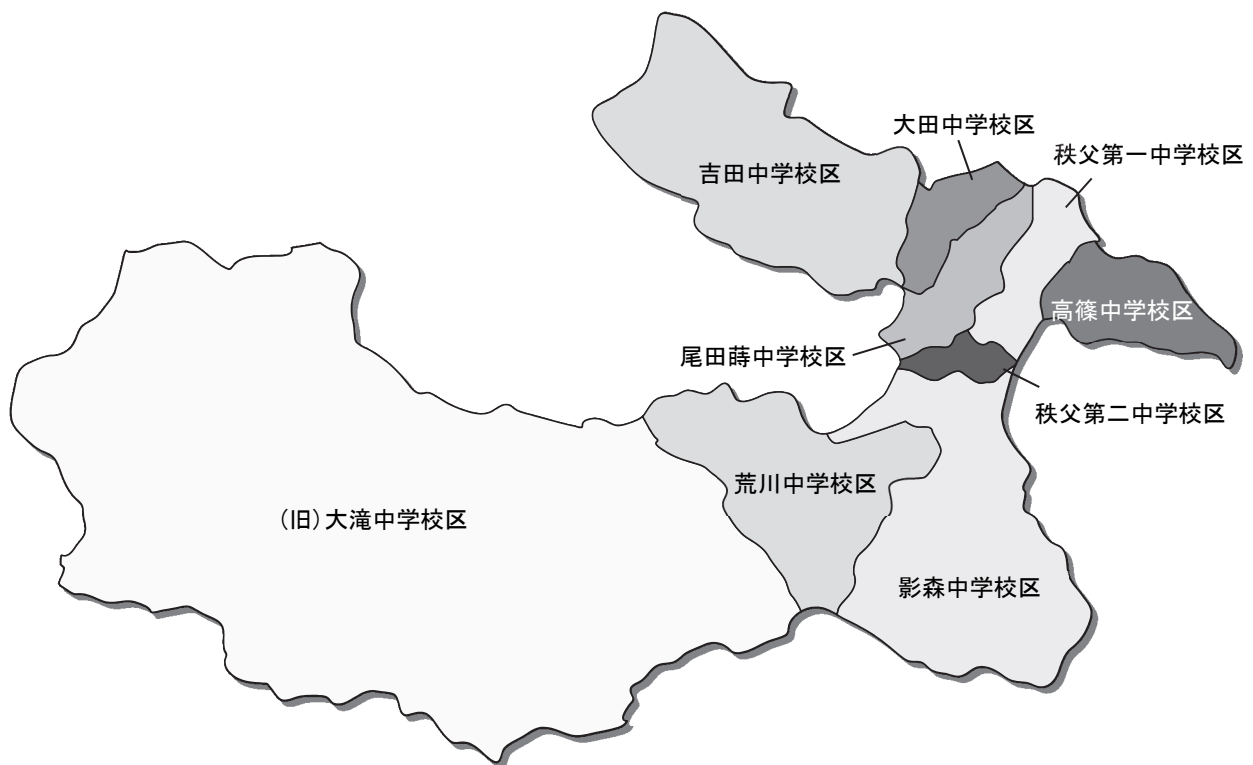 大田中学校区
秩父第一中学校区
吉田中学校区
高篠中学校区
尾田蒔中学校区
秩父第二中学校区
荒川中学校区
（旧）大滝中学校区
影森中学校区